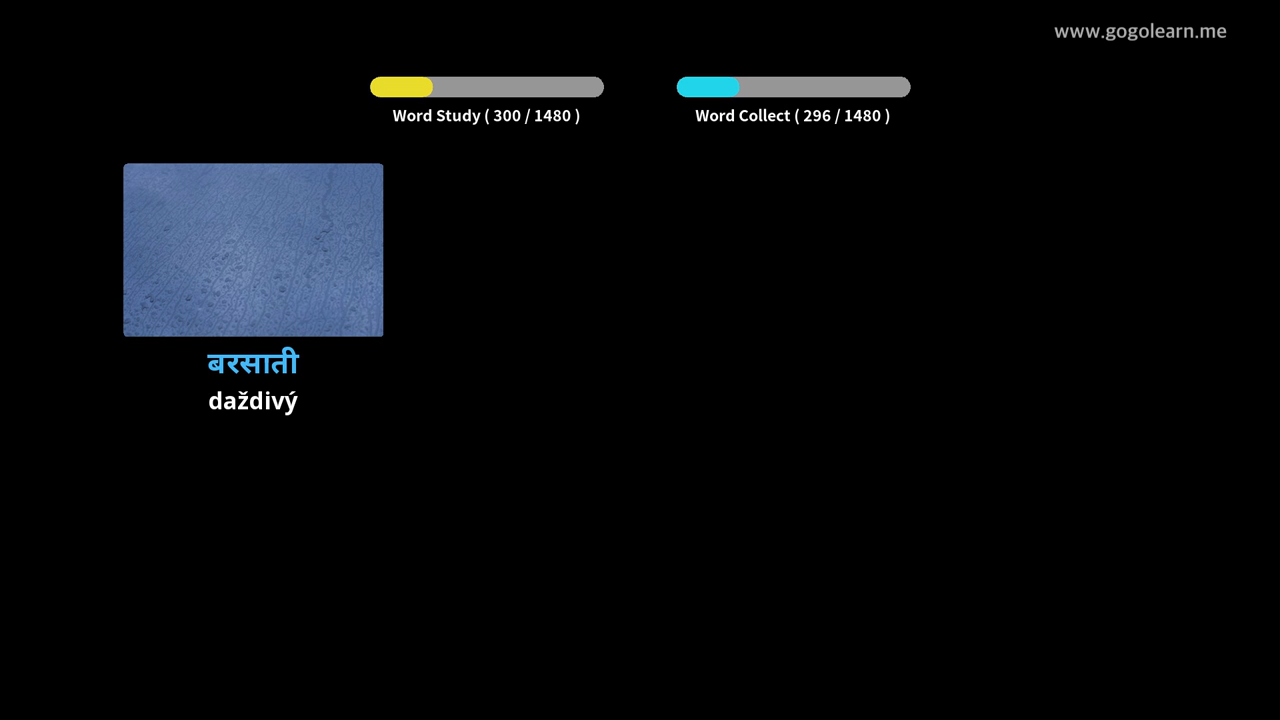 www.gogolearn.me
Word Study ( 300 / 1480 )
Word Collect ( 296 / 1480 )
बरसाती
daždivý